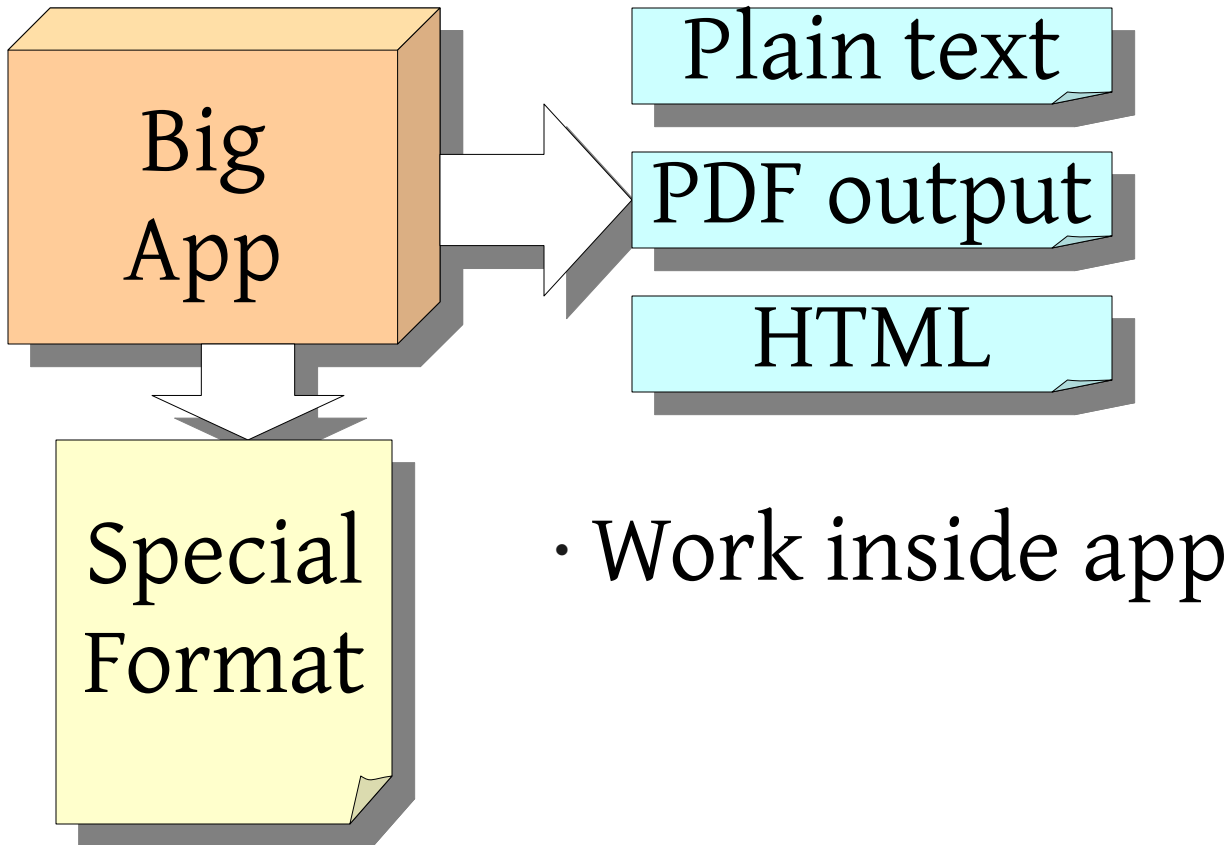 Big
App
Plain text
PDF output
HTML
Special
Format
· Work inside app